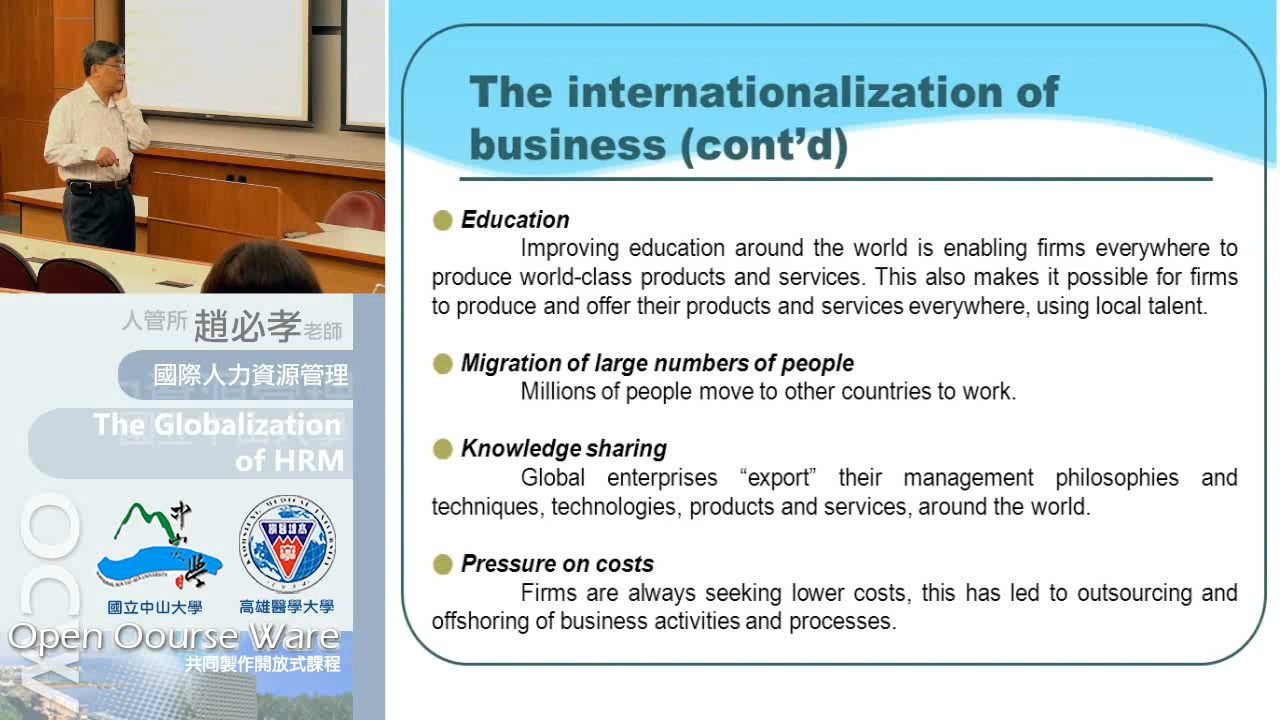 The internationalization of
business (cont’d)
Education
Improving education around the world is enabling firms everywhere to
produce world-class products and services. This also makes it possible for firms
to produce and offer their products and services everywhere, using local talent.
Migration of large numbers of people
Millions of people move to other countries to work.
Knowledge sharing
Global enterprises “export” their management philosophies and
techniques, technologies, products and services, around the world.
Pressure on costs
Firms are always seeking lower costs, this has led to outsourcing and
offshoring of business activities and processes.
人管所 趙必孝老師
國際人力資源管理
The Globalization
of HRM
OCW
中山大學
國立中山大學
高雄醫學大學
Open Oourse Ware
共同製作開放式課程